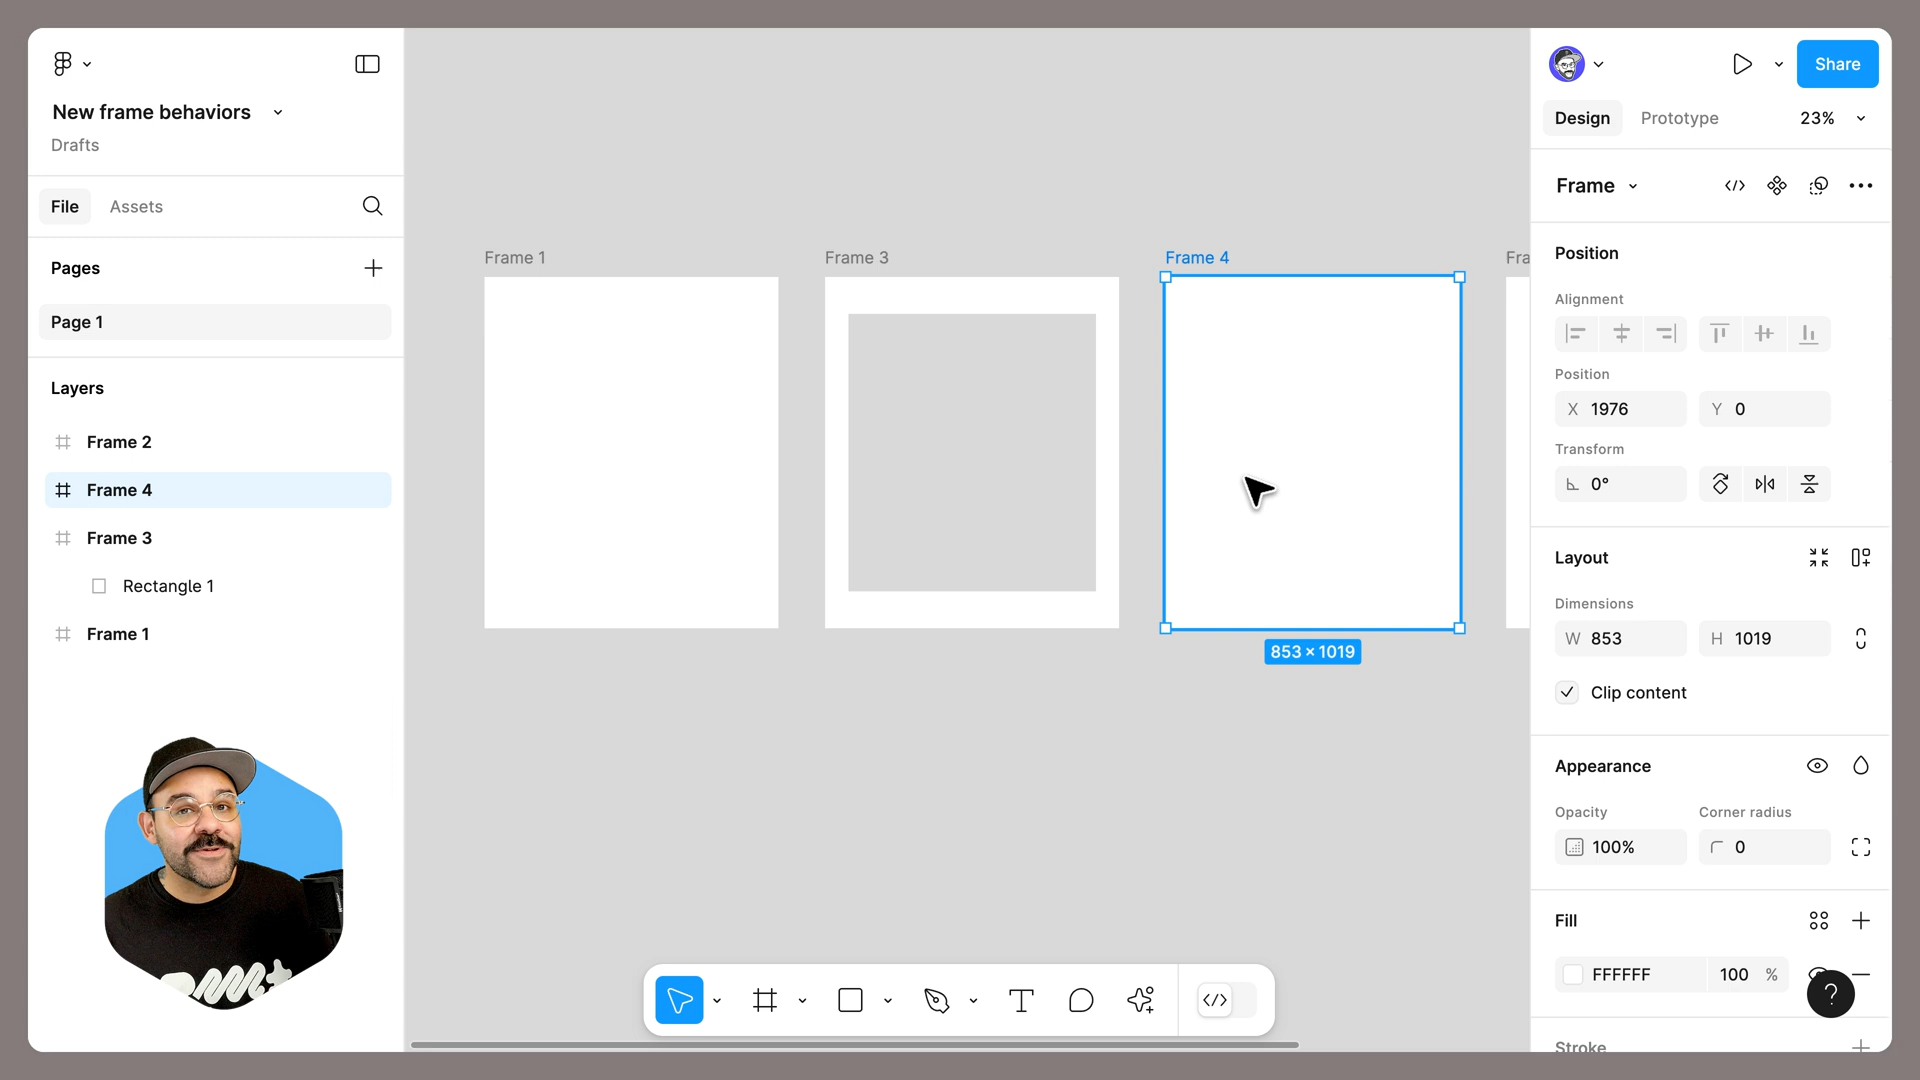 New frame behaviors
Drafts
File
Assets
Pages
Page 1
Layers
Frame 2
Frame 4
Frame 3
Rectangle 1
Frame 1
Frame 1
Frame 3
Frame 4
Fra
853 × 1019
Share
Design
Prototype
23%
Frame
Position
Alignment
Position
X 1976
Y 0
Transform
0°
Layout
Dimensions
W 853
H 1019
Clip content
Appearance
Opacity
Corner radius
100%
0
Fill
FFFFFF
100 %
?
Stroke